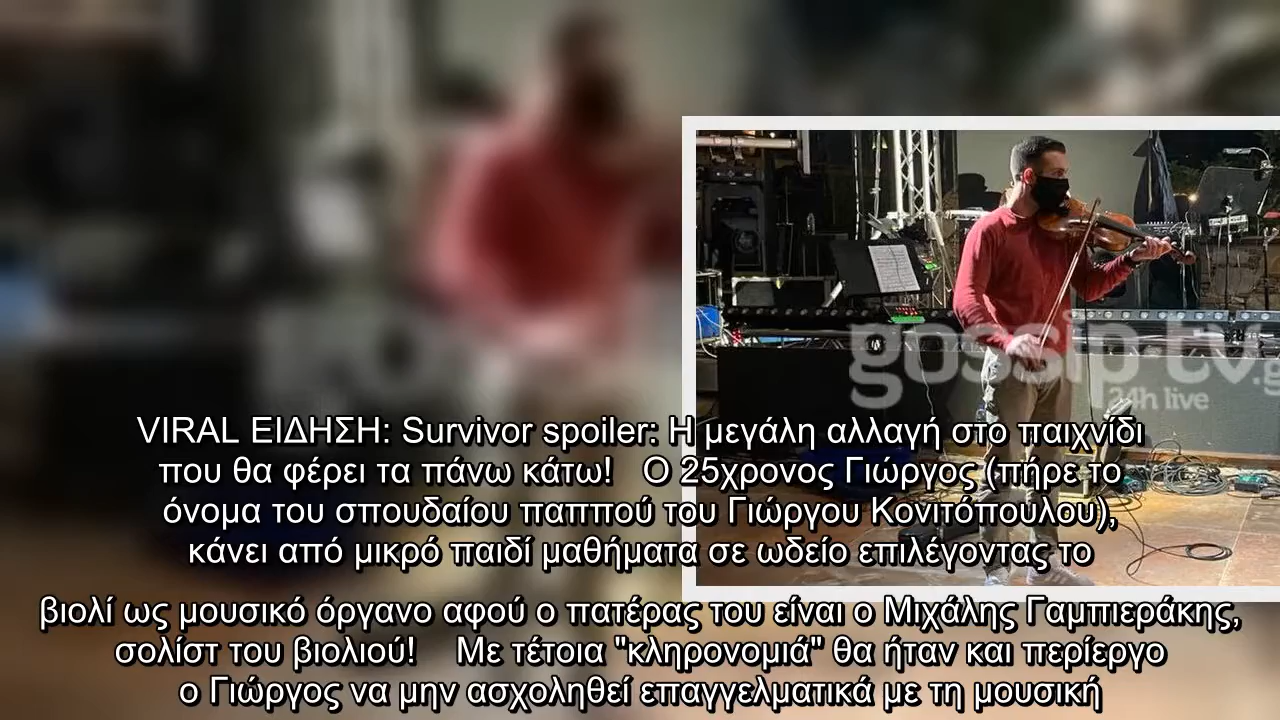 gossip-tv.g
24h live
VIRAL ΕΙΔΗΣΗ: Survivor spoiler: Η μεγάλη αλλαγή στο παιχνίδι
που θα φέρει τα πάνω κάτω! Ο 25χρονος Γιώργος (πήρε το
όνομα του σπουδαίου παππού του Γιώργου Κονιτόπουλου),
κάνει από μικρό παιδί μαθήματα σε ωδείο επιλέγοντας το
βιολί ως μουσικό όργανο αφού ο πατέρας του είναι ο Μιχάλης Γαμπιεράκης,
σολίστ του βιολιού! Με τέτοια "κληρονομιά" θα ήταν και περίεργο
ο Γιώργος να μην ασχοληθεί επαγγελματικά με τη μουσική